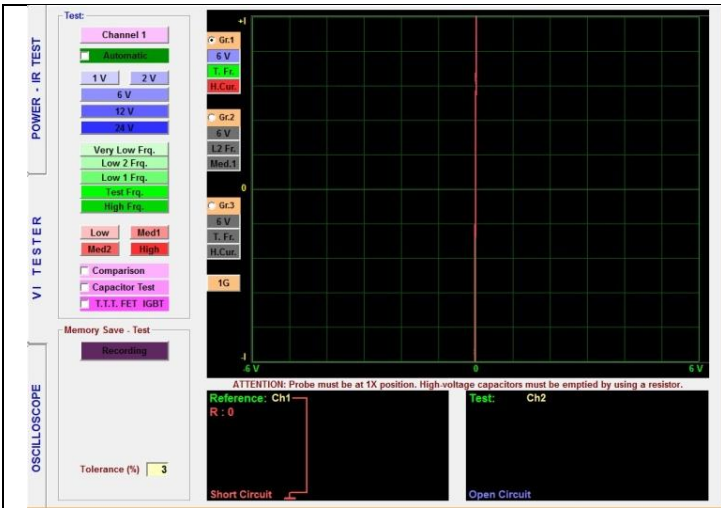 POWER - IR TEST
VI TESTER
OSCILLOSCOPE
Test:
Channel 1
Automatic
1 V
2 V
6 V
12 V
24 V
Very Low Frq.
Low 2 Frq.
Low 1 Frq.
Test Frq.
High Frq.
Low
Med1
Med2
High
Comparison
Capacitor Test
T.T.T. FET IGBT
Memory Save - Test
Recording
Tolerance (%) 3
Gr.1
6 V
T. Fr.
H.Cur.
Gr.2
6 V
L2 Fr.
Med.1
Gr.3
6 V
T. Fr.
H.Cur.
1G
+I
0
-I
-6 V
0
6 V
ATTENTION: Probe must be at 1X position. High-voltage capacitors must be emptied by using a resistor.
Reference: Ch1
R : 0
Short Circuit
Test: Ch2
Open Circuit